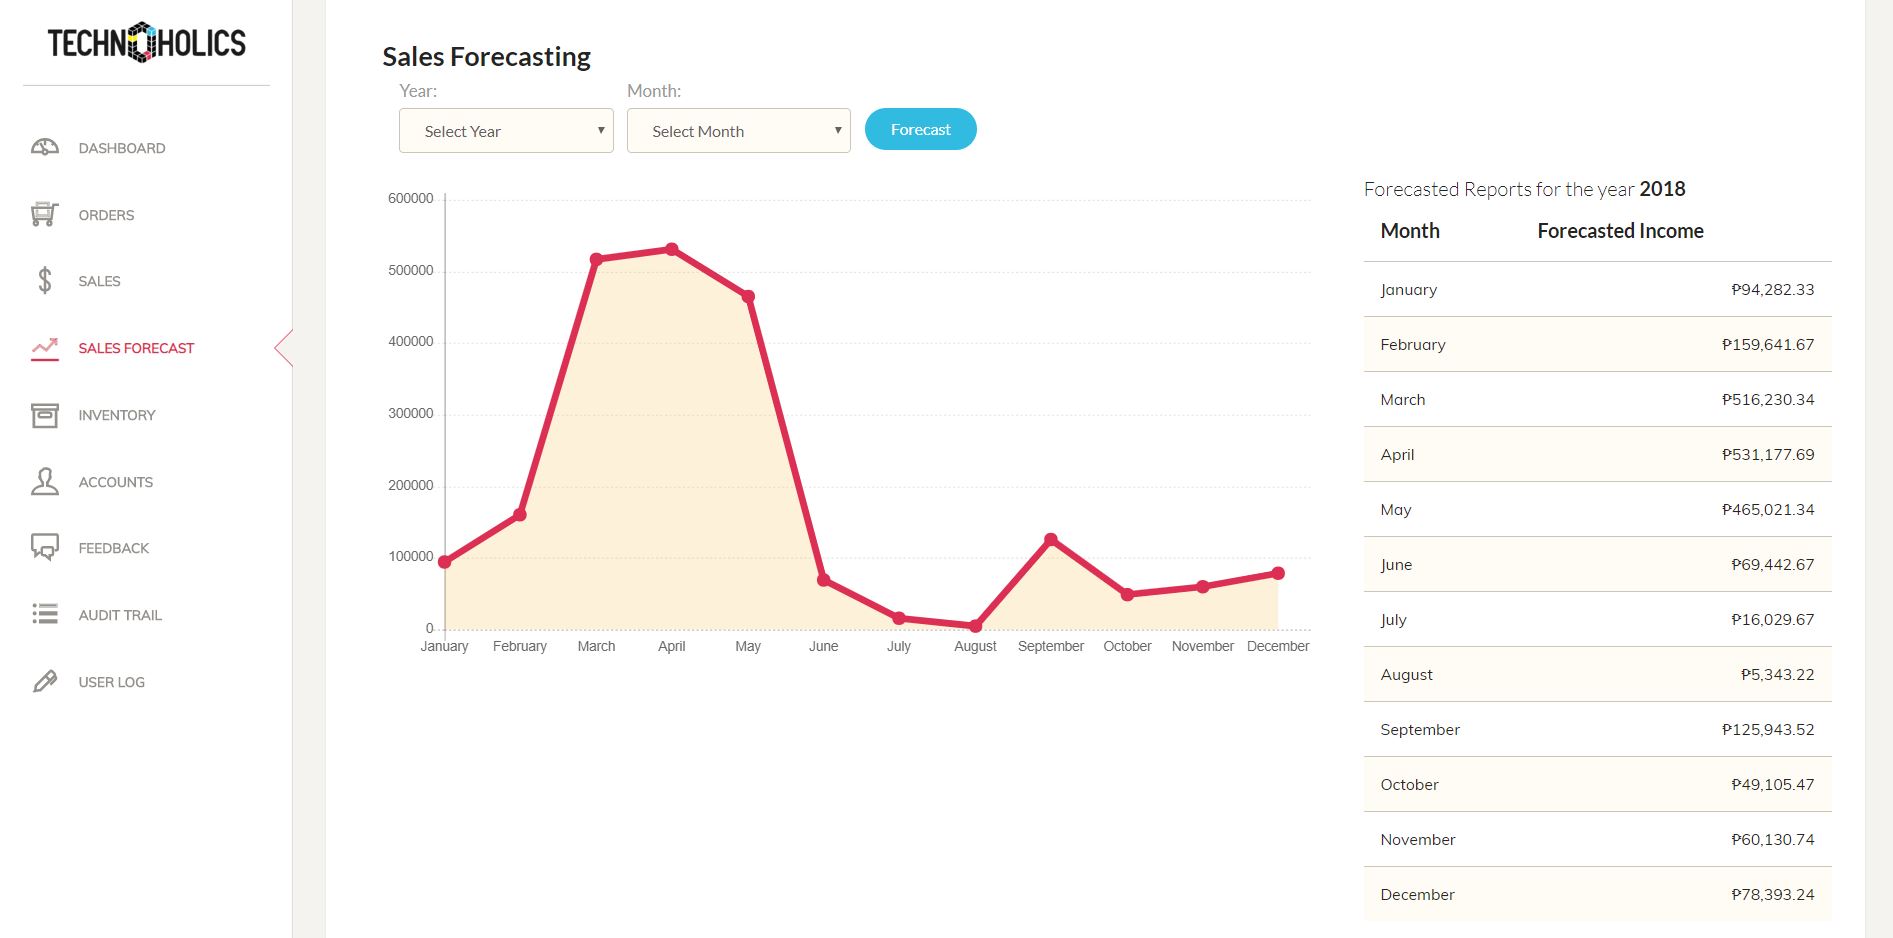 TECHNOHOLICS
DASHBOARD
ORDERS
SALES
SALES FORECAST
INVENTORY
ACCOUNTS
FEEDBACK
AUDIT TRAIL
USER LOG
Sales Forecasting
Year: Month:
Select Year Select Month Forecast
600000
500000
400000
300000
200000
100000
0
January February March April May June July August September October November December
Forecasted Reports for the year 2018
Month Forecasted Income
January ₱94,282.33
February ₱159,641.67
March ₱516,230.34
April ₱531,177.69
May ₱465,021.34
June ₱69,442.67
July ₱16,029.67
August ₱5,343.22
September ₱125,943.52
October ₱49,105.47
November ₱60,130.74
December ₱78,393.24